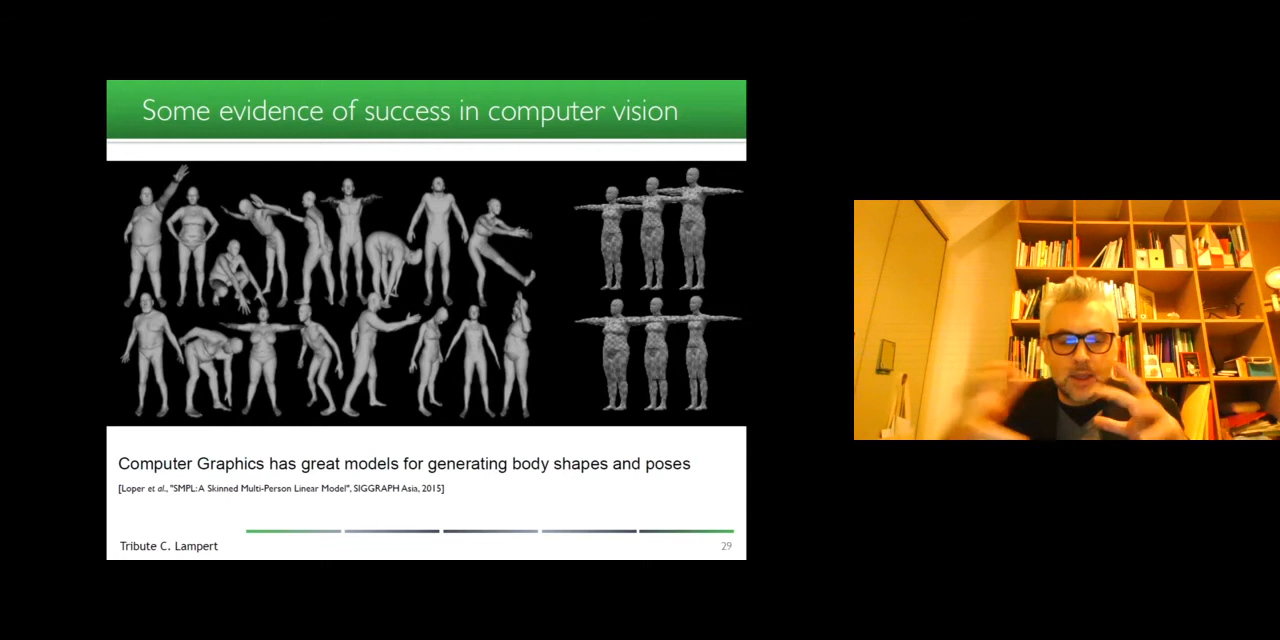 Some evidence of success in computer vision
Computer Graphics has great models for generating body shapes and poses
[Loper et al., "SMPL: A Skinned Multi-Person Linear Model", SIGGRAPH Asia, 2015]
Tribute C. Lampert
29